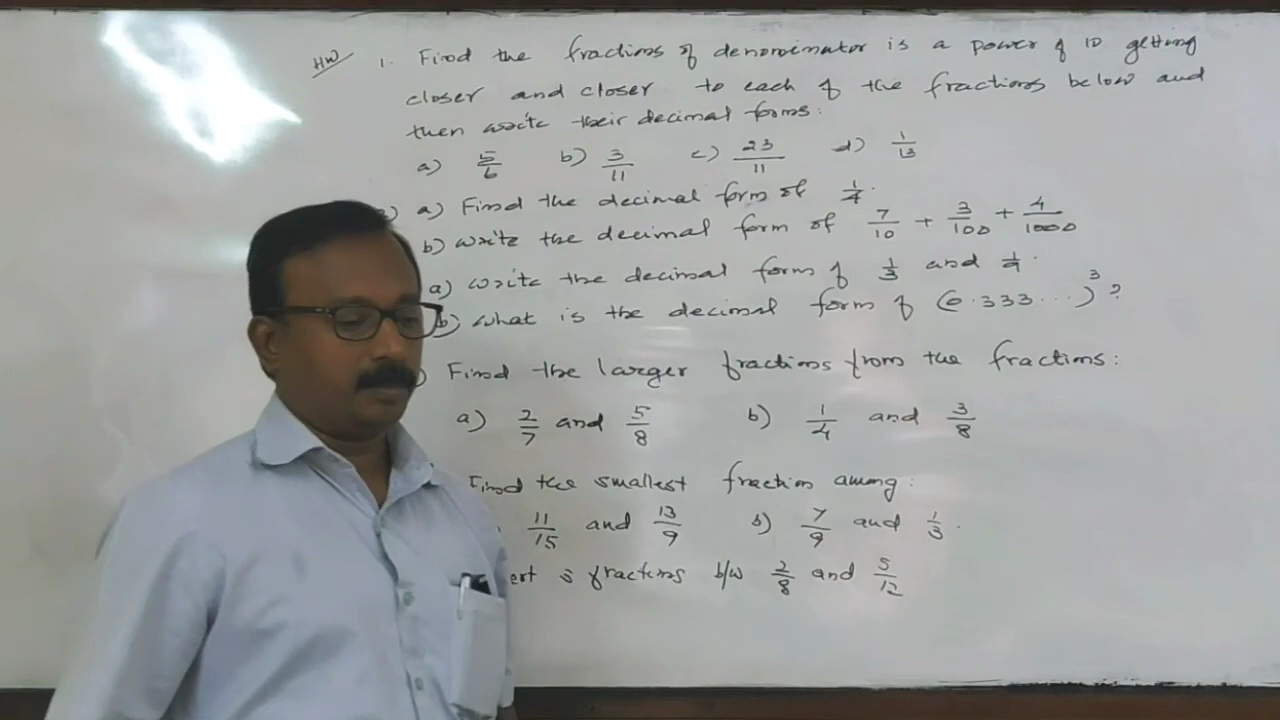 HW 1. Find the fractions of denominator is a power of 10 getting
closer and closer to each of the fractions below and
then write their decimal forms:
a) 5/6 b) 3/11 c) 23/11 d) 1/13
) a) Find the decimal form of 1/4.
b) write the decimal form of 7/10 + 3/100 + 4/1000
a) write the decimal form of 1/3 and
b) What is the decimal form of (0.333...)³ ?
) Find the larger fractions from the fractions:
a) 2/7 and 5/8 b) 1/4 and 3/8
Find the smallest fraction among:
11/15 and 13/9 b) 7/9 and 1/3.
ert fractions b/w 2/8 and 5/12